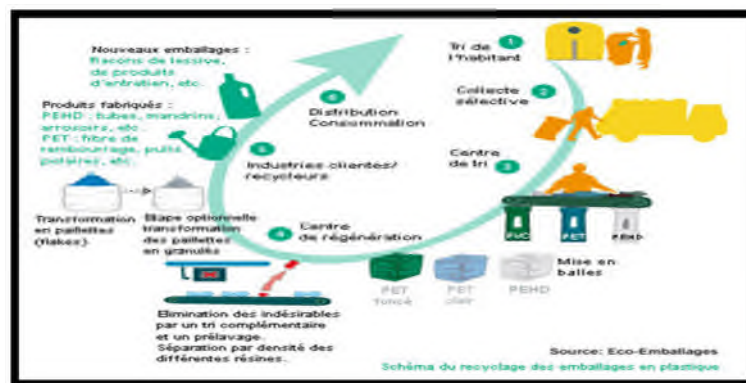 1
Tri de
l'habitant
2
Collecte
sélective
3
Centre
de tri
PVC
PET
PEHD
Mise en
balles
PET
foncé
PET
clair
PEHD
4
Centre
de régénération
Elimination des indésirables
par un tri complémentaire
et un prélavage.
Séparation par densité des
différentes résines.
Transformation
en paillettes
(flakes)
Etape optionnelle
transformation
des paillettes
en granulés
5
Industries clientes/
recycleurs
Produits fabriqués :
PEHD : tubes, mandrins,
arrosoirs, etc.
PET : fibre de
rembourrage, pulls
polaires, etc.
6
Distribution
Consommation
Nouveaux emballages :
flacons de lessive,
de produits
d'entretien, etc.
Source: Eco-Emballages
Schéma du recyclage des emballages en plastique